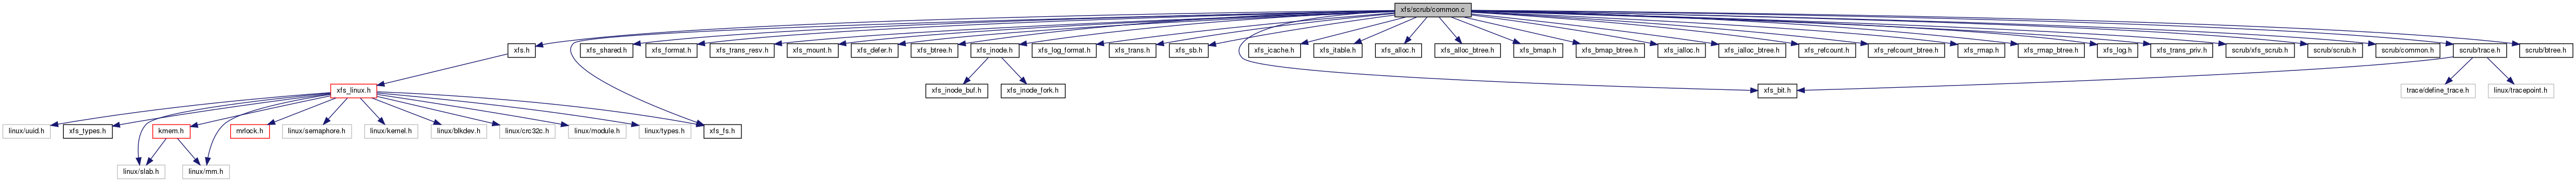 xfs/scrub/common.c
xfs.h
xfs_shared.h
xfs_format.h
xfs_trans_resv.h
xfs_mount.h
xfs_defer.h
xfs_btree.h
xfs_inode.h
xfs_log_format.h
xfs_trans.h
xfs_sb.h
xfs_icache.h
xfs_itable.h
xfs_alloc.h
xfs_alloc_btree.h
xfs_bmap.h
xfs_bmap_btree.h
xfs_ialloc.h
xfs_ialloc_btree.h
xfs_refcount.h
xfs_refcount_btree.h
xfs_rmap.h
xfs_rmap_btree.h
xfs_log.h
xfs_trans_priv.h
scrub/xfs_scrub.h
scrub/scrub.h
scrub/common.h
scrub/trace.h
scrub/btree.h
xfs_linux.h
xfs_inode_buf.h
xfs_inode_fork.h
xfs_bit.h
trace/define_trace.h
linux/tracepoint.h
linux/uuid.h
xfs_types.h
kmem.h
mrlock.h
linux/semaphore.h
linux/kernel.h
linux/blkdev.h
linux/crc32c.h
linux/module.h
linux/types.h
xfs_fs.h
linux/slab.h
linux/mm.h